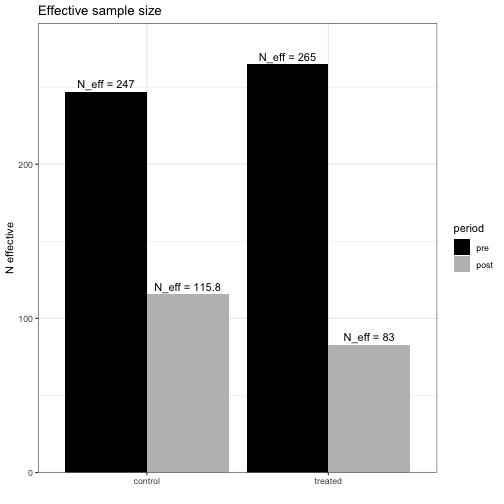 Effective sample size
N_eff = 247
N_eff = 265
N_eff = 115.8
N_eff = 83
N effective
200
100
0
control
treated
period
pre
post